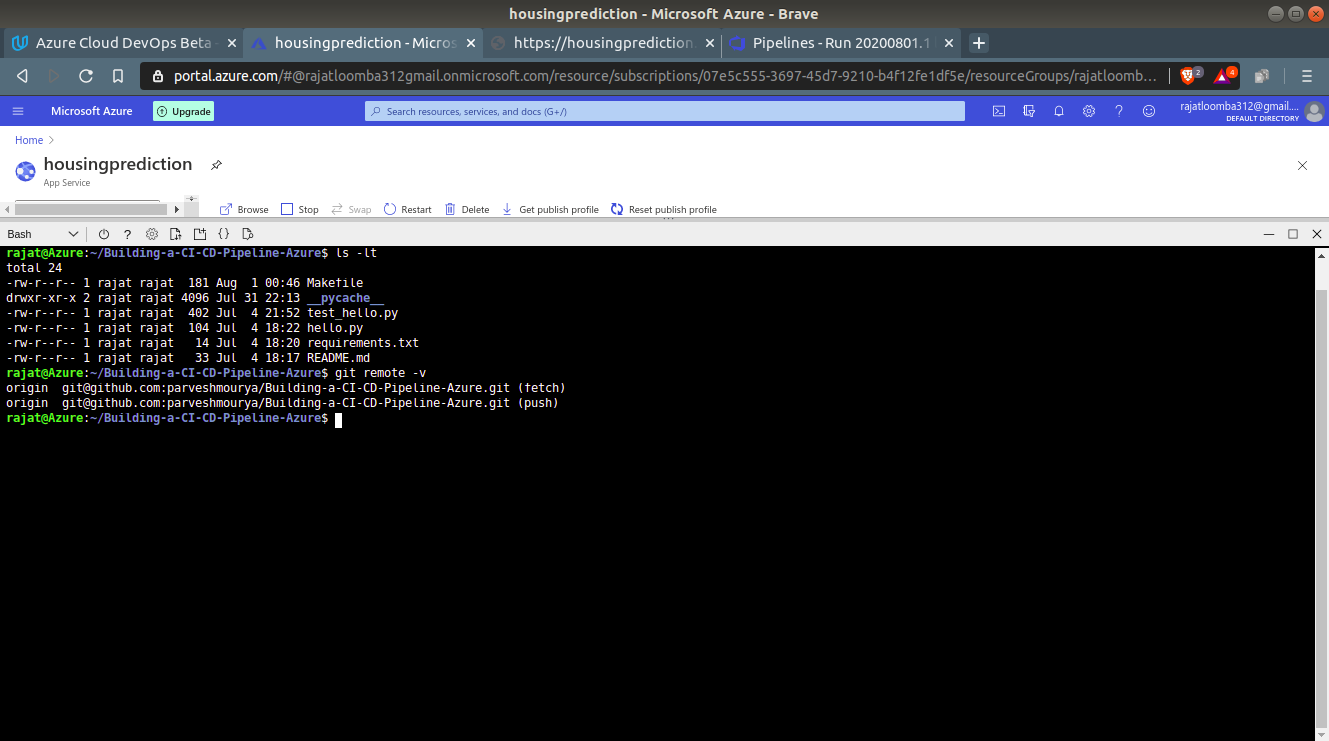 housingprediction - Microsoft Azure - Brave
Azure Cloud DevOps Beta -
housingprediction - Micros
https://housingprediction.
Pipelines - Run 20200801.1
portal.azure.com/#@rajatloomba312gmail.onmicrosoft.com/resource/subscriptions/07e5c555-3697-45d7-9210-b4f12fe1df5e/resourceGroups/rajatloomb…
2
4
Microsoft Azure
Upgrade
Search resources, services, and docs (G+/)
rajatloomba312@gmail....
DEFAULT DIRECTORY
Home
housingprediction
App Service
Browse
Stop
Swap
Restart
Delete
Get publish profile
Reset publish profile
Bash
rajat@Azure:~/Building-a-CI-CD-Pipeline-Azure$ ls -lt
total 24
-rw-r--r-- 1 rajat rajat  181 Aug  1 00:46 Makefile
drwxr-xr-x 2 rajat rajat 4096 Jul 31 22:13 __pycache__
-rw-r--r-- 1 rajat rajat  402 Jul  4 21:52 test_hello.py
-rw-r--r-- 1 rajat rajat  104 Jul  4 18:22 hello.py
-rw-r--r-- 1 rajat rajat   14 Jul  4 18:20 requirements.txt
-rw-r--r-- 1 rajat rajat   33 Jul  4 18:17 README.md
rajat@Azure:~/Building-a-CI-CD-Pipeline-Azure$ git remote -v
origin  git@github.com:parveshmourya/Building-a-CI-CD-Pipeline-Azure.git (fetch)
origin  git@github.com:parveshmourya/Building-a-CI-CD-Pipeline-Azure.git (push)
rajat@Azure:~/Building-a-CI-CD-Pipeline-Azure$